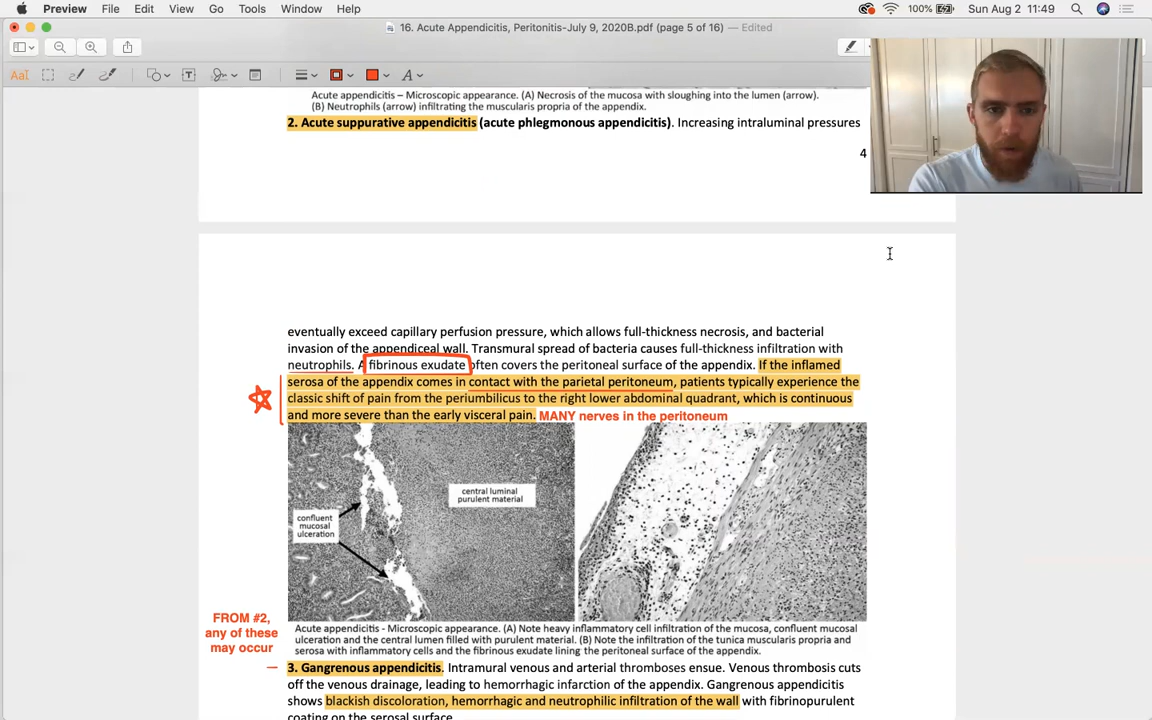 Preview File Edit View Go Tools Window Help 100% Sun Aug 2 11:49
16. Acute Appendicitis, Peritonitis-July 9, 2020B.pdf (page 5 of 16) — Edited
Acute appendicitis – Microscopic appearance. (A) Necrosis of the mucosa with sloughing into the lumen (arrow).
(B) Neutrophils (arrow) infiltrating the muscularis propria of the appendix.
2. Acute suppurative appendicitis (acute phlegmonous appendicitis). Increasing intraluminal pressures
4
eventually exceed capillary perfusion pressure, which allows full-thickness necrosis, and bacterial
invasion of the appendiceal wall. Transmural spread of bacteria causes full-thickness infiltration with
neutrophils. A fibrinous exudate often covers the peritoneal surface of the appendix. If the inflamed
serosa of the appendix comes in contact with the parietal peritoneum, patients typically experience the
classic shift of pain from the periumbilicus to the right lower abdominal quadrant, which is continuous
and more severe than the early visceral pain. MANY nerves in the peritoneum
central luminal
purulent material
confluent
mucosal
ulceration
FROM #2,
any of these
may occur
Acute appendicitis - Microscopic appearance. (A) Note heavy inflammatory cell infiltration of the mucosa, confluent mucosal
ulceration and the central lumen filled with purulent material. (B) Note the infiltration of the tunica muscularis propria and
serosa with inflammatory cells and the fibrinous exudate lining the peritoneal surface of the appendix.
3. Gangrenous appendicitis. Intramural venous and arterial thromboses ensue. Venous thrombosis cuts
off the venous drainage, leading to hemorrhagic infarction of the appendix. Gangrenous appendicitis
shows blackish discoloration, hemorrhagic and neutrophilic infiltration of the wall with fibrinopurulent
coating on the serosal surface.